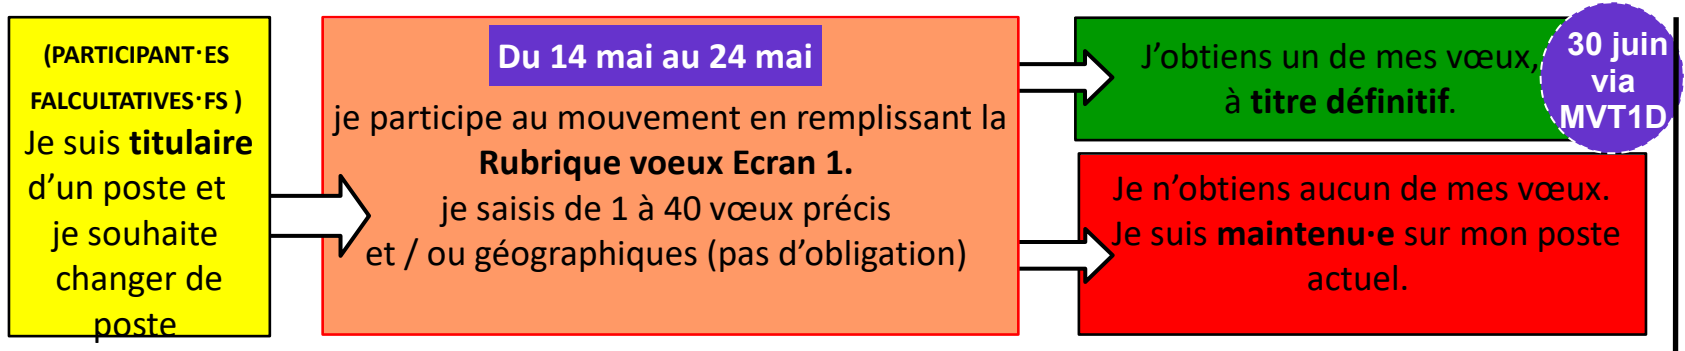 (PARTICIPANT·ES
FALCULTATIVES·FS )
Je suis titulaire
d’un poste et
je souhaite
changer de
poste
Du 14 mai au 24 mai
je participe au mouvement en remplissant la
Rubrique voeux Ecran 1.
je saisis de 1 à 40 vœux précis
et / ou géographiques (pas d’obligation)
J’obtiens un de mes vœux,
à titre définitif.
30 juin
via
MVT1D
Je n’obtiens aucun de mes vœux.
Je suis maintenu·e sur mon poste
actuel.